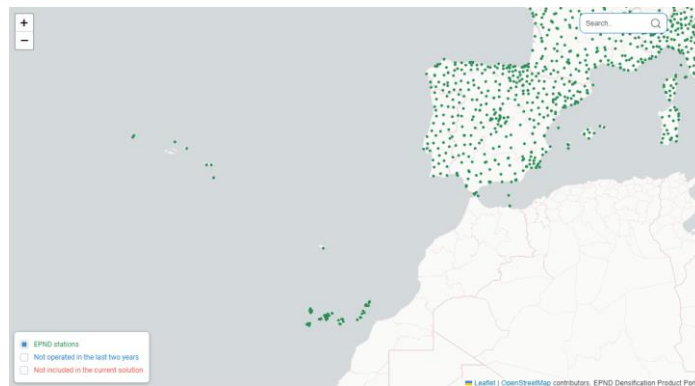 +
Search..
−
EPND stations
Not operated in the last two years
Not included in the current solution
Leaflet | OpenStreetMap contributors, EPND Densification Product Por